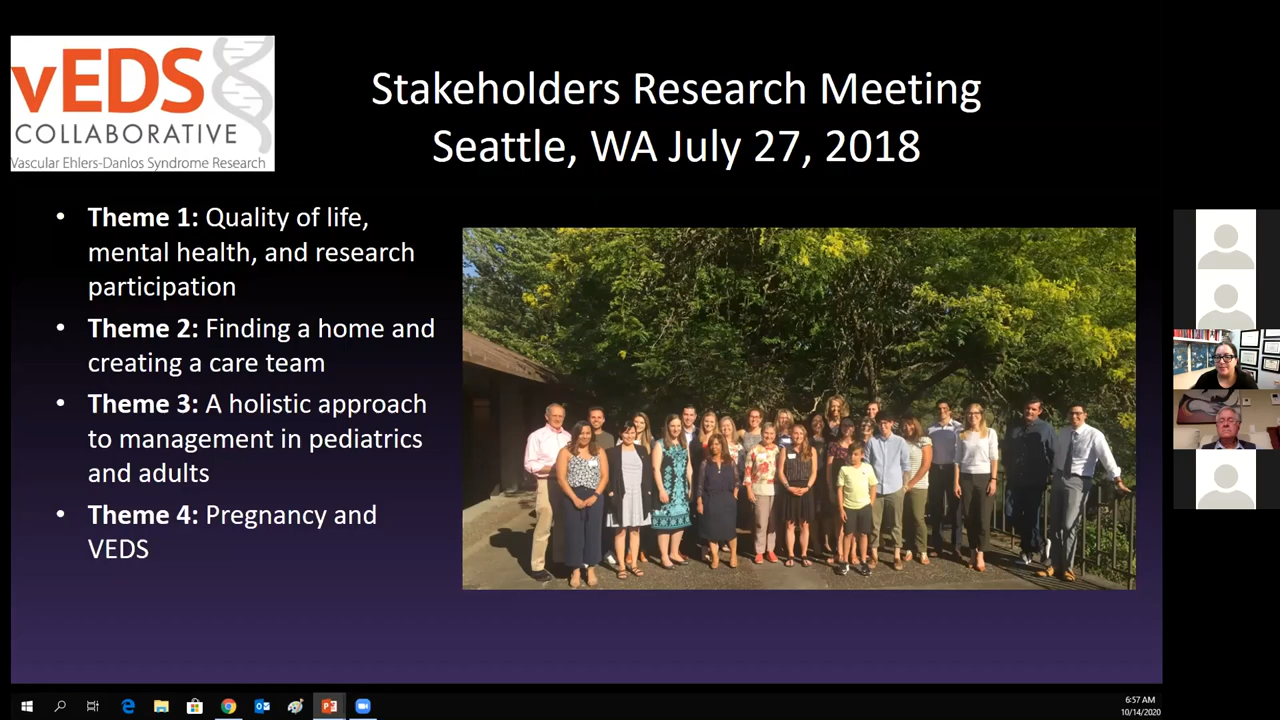 vEDS
COLLABORATIVE
Vascular Ehlers-Danlos Syndrome Research
Stakeholders Research Meeting
Seattle, WA July 27, 2018
• Theme 1: Quality of life,
mental health, and research
participation
• Theme 2: Finding a home and
creating a care team
• Theme 3: A holistic approach
to management in pediatrics
and adults
• Theme 4: Pregnancy and
VEDS
6:57 AM
10/14/2020